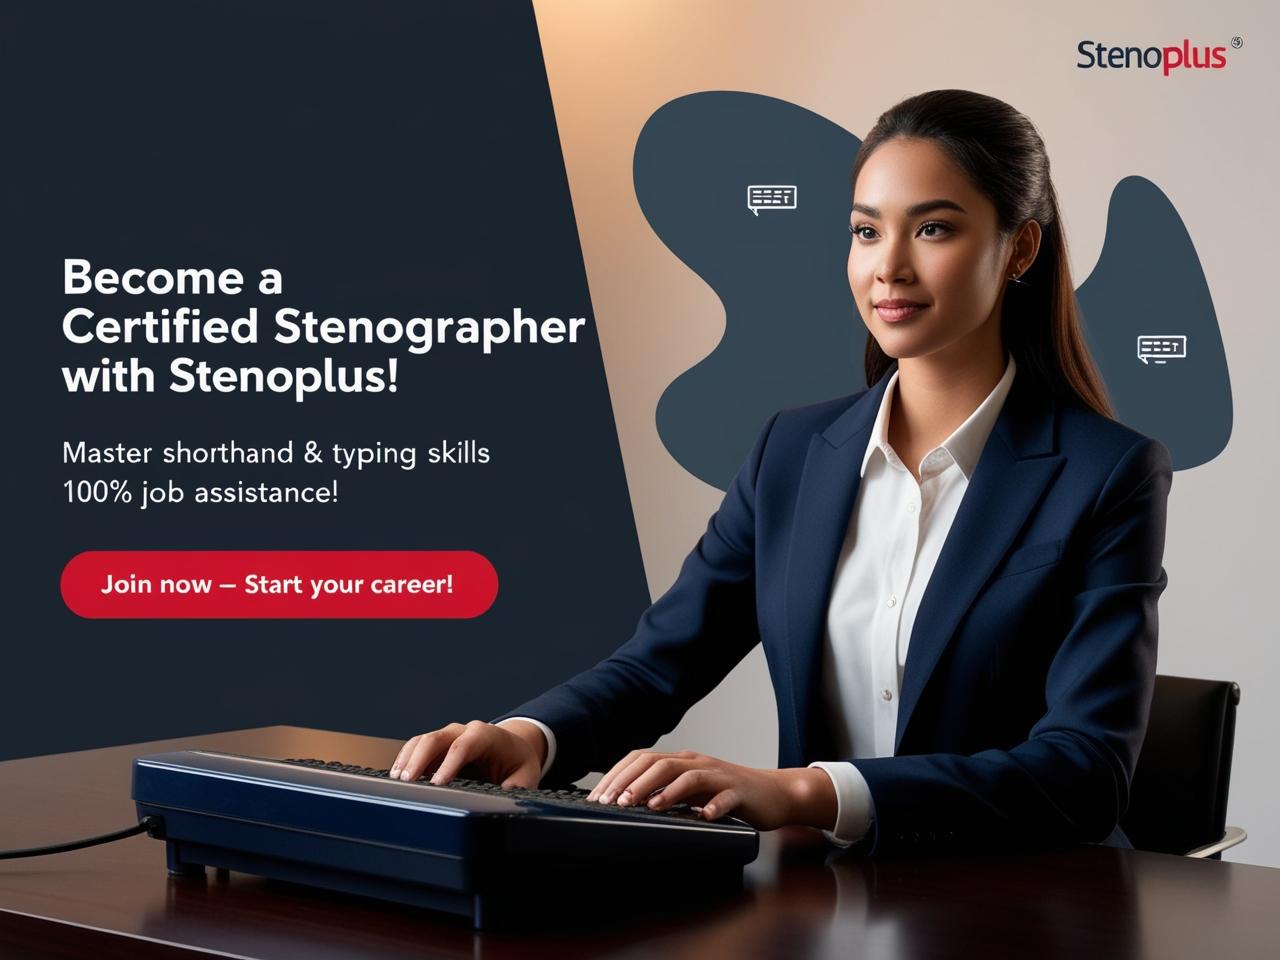 Stenoplus
Become a
Certified Stenographer
with Stenoplus!
Master shorthand & typing skills
100% job assistance!
Join now – Start your career!